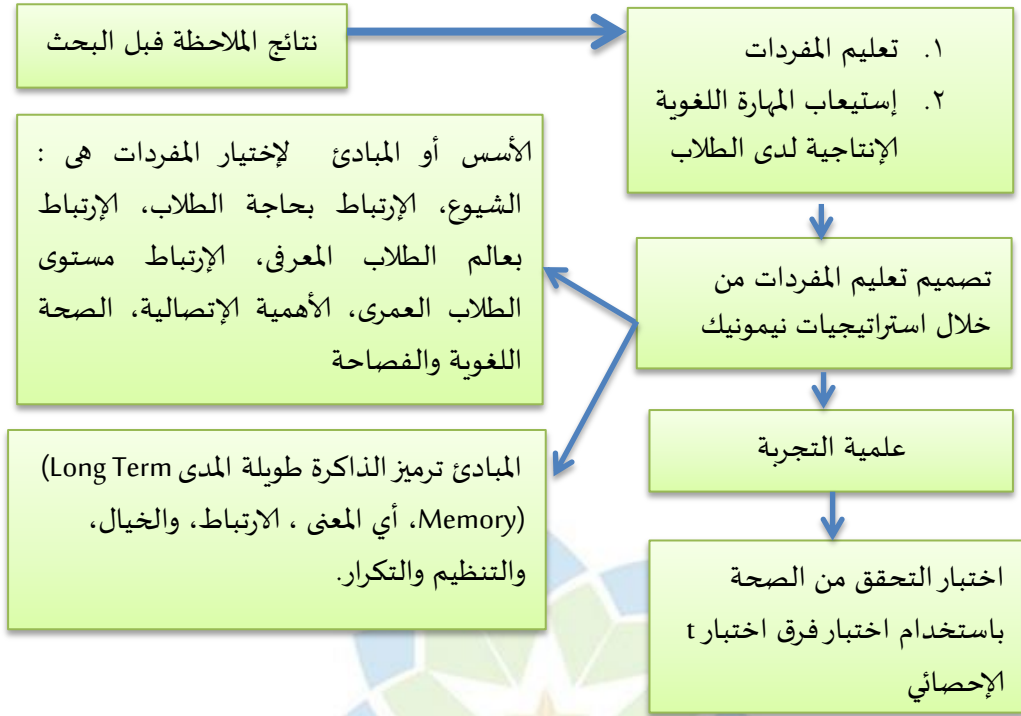 نتائج الملاحظة فبل البحث
١. تعليم المفردات
٢. إستيعاب المهارة اللغوية
الإنتاجية لدى الطلاب
الأسس أو المبادئ لإختيار المفردات هى :
الشيوع، الإرتباط بحاجة الطلاب، الإرتباط
بعالم الطلاب المعرفى، الإرتباط مستوى
الطلاب العمرى، الأهمية الإتصالية، الصحة
اللغوية والفصاحة
تصميم تعليم المفردات من
خلال استراتيجيات نيمونيك
علمية التجربة
المبادئ ترميز الذاكرة طويلة المدى Long Term)
(Memory، أي المعنى ، الارتباط، والخيال،
والتنظيم والتكرار.
اختبار التحقق من الصحة
باستخدام اختبار فرق اختبار t
الإحصائي